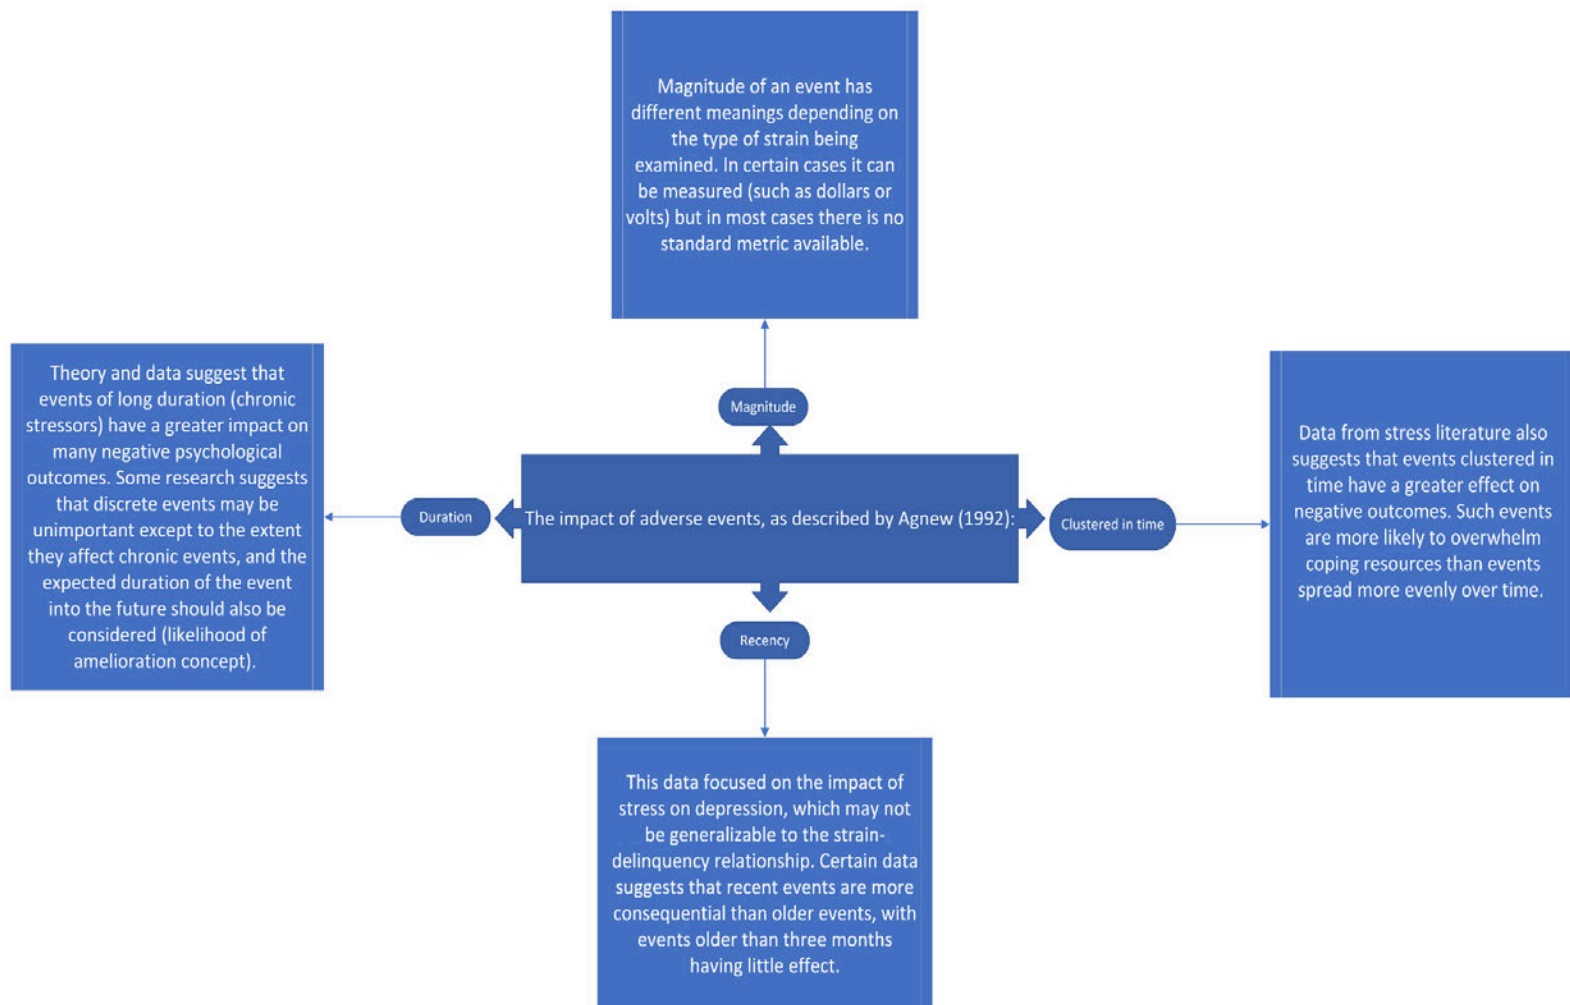 Magnitude of an event has
different meanings depending on
the type of strain being
examined. In certain cases it can
be measured (such as dollars or
volts) but in most cases there is no
standard metric available.
Magnitude
Theory and data suggest that
events of long duration (chronic
stressors) have a greater impact on
many negative psychological
outcomes. Some research suggests
that discrete events may be
unimportant except to the extent
they affect chronic events, and the
expected duration of the event
into the future should also be
considered (likelihood of
amelioration concept).
Duration
The impact of adverse events, as described by Agnew (1992):
Clustered in time
Data from stress literature also
suggests that events clustered in
time have a greater effect on
negative outcomes. Such events
are more likely to overwhelm
coping resources than events
spread more evenly over time.
Recency
This data focused on the impact of
stress on depression, which may not
be generalizable to the strain-
delinquency relationship. Certain data
suggests that recent events are more
consequential than older events, with
events older than three months
having little effect.